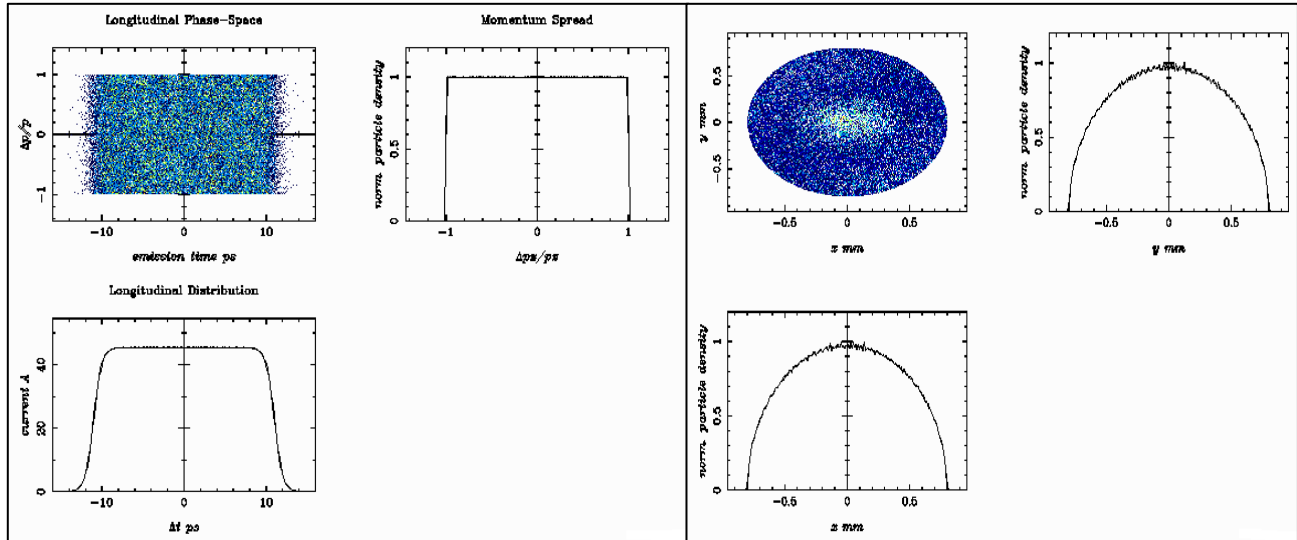 Longitudinal Phase-Space
Momentum Spread
Δp/p
1
0
-1
-10
0
10
emission time ps
norm particle density
1
0.5
0
-1
0
1
Δpz/pz
y mm
0.5
0
-0.5
-0.5
0
0.5
x mm
norm particle density
1
0.5
0
-0.5
0
0.5
y mm
Longitudinal Distribution
current A
40
20
0
-10
0
10
Δt ps
norm particle density
1
0.5
0
-0.5
0
0.5
x mm